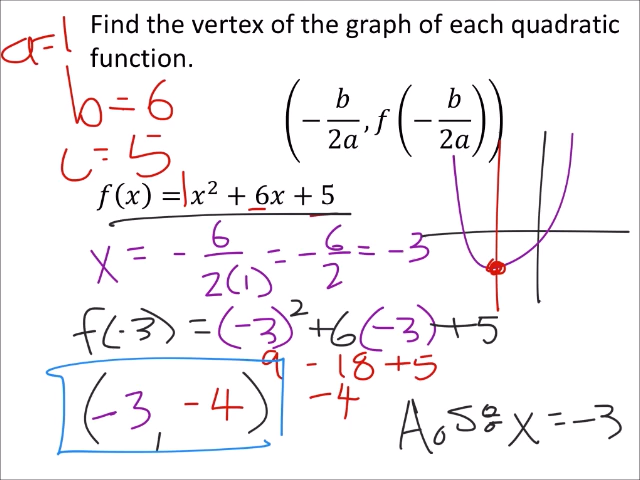 Find the vertex of the graph of each quadratic
function.
a=1
b=6
c=5
(-b/2a, f(-b/2a))
f(x) = 1x² + 6x + 5
x = -6/2(1) = -6/2 = -3
f(-3) = (-3)² + 6(-3) + 5
9 - 18 + 5
-4
(-3, -4)
AoS: x = -3